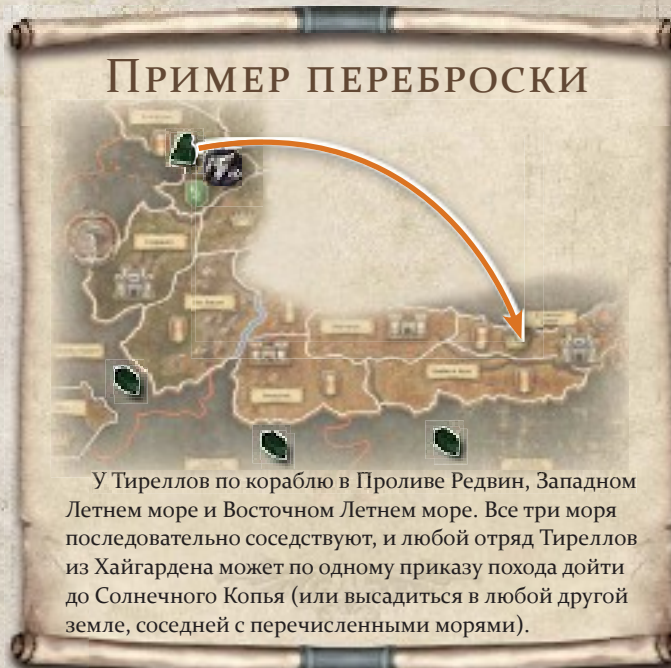 Пример переброски
У Тиреллов по кораблю в Проливе Редвин, Западном
Летнем море и Восточном Летнем море. Все три моря
последовательно соседствуют, и любой отряд Тиреллов
из Хайгардена может по одному приказу похода дойти
до Солнечного Копья (или высадиться в любой другой
земле, соседней с перечисленными морями).